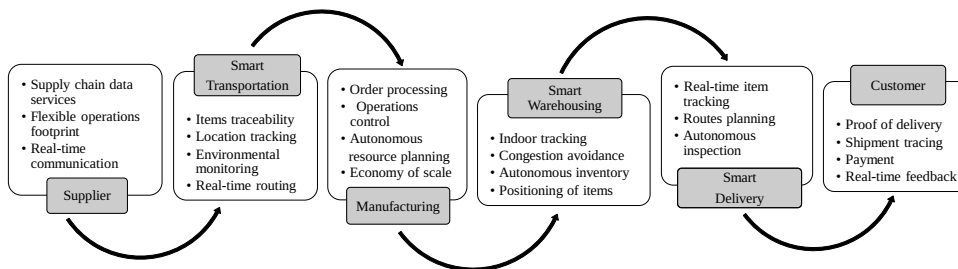 • Supply chain data
services
• Flexible operations
footprint
• Real-time
communication
Supplier
Smart
Transportation
• Items traceability
• Location tracking
• Environmental
monitoring
• Real-time routing
• Order processing
• Operations
control
• Autonomous
resource planning
• Economy of scale
Manufacturing
Smart
Warehousing
• Indoor tracking
• Congestion avoidance
• Autonomous inventory
• Positioning of items
• Real-time item
tracking
• Routes planning
• Autonomous
inspection
Smart
Delivery
Customer
• Proof of delivery
• Shipment tracing
• Payment
• Real-time feedback